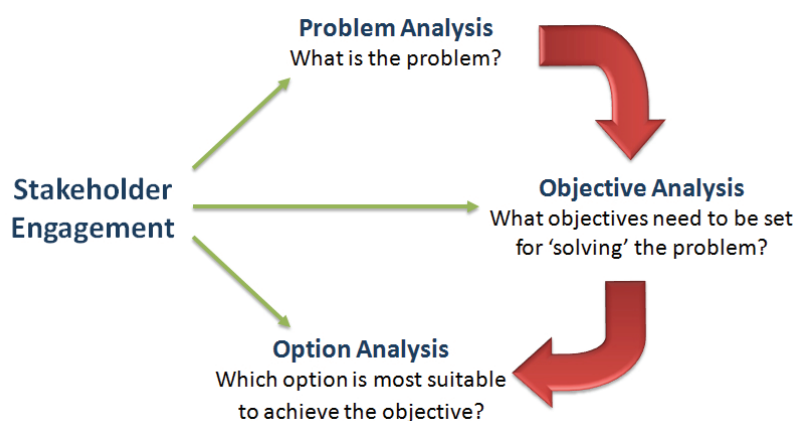 Problem Analysis
What is the problem?
Stakeholder
Engagement
Objective Analysis
What objectives need to be set
for ‘solving’ the problem?
Option Analysis
Which option is most suitable
to achieve the objective?